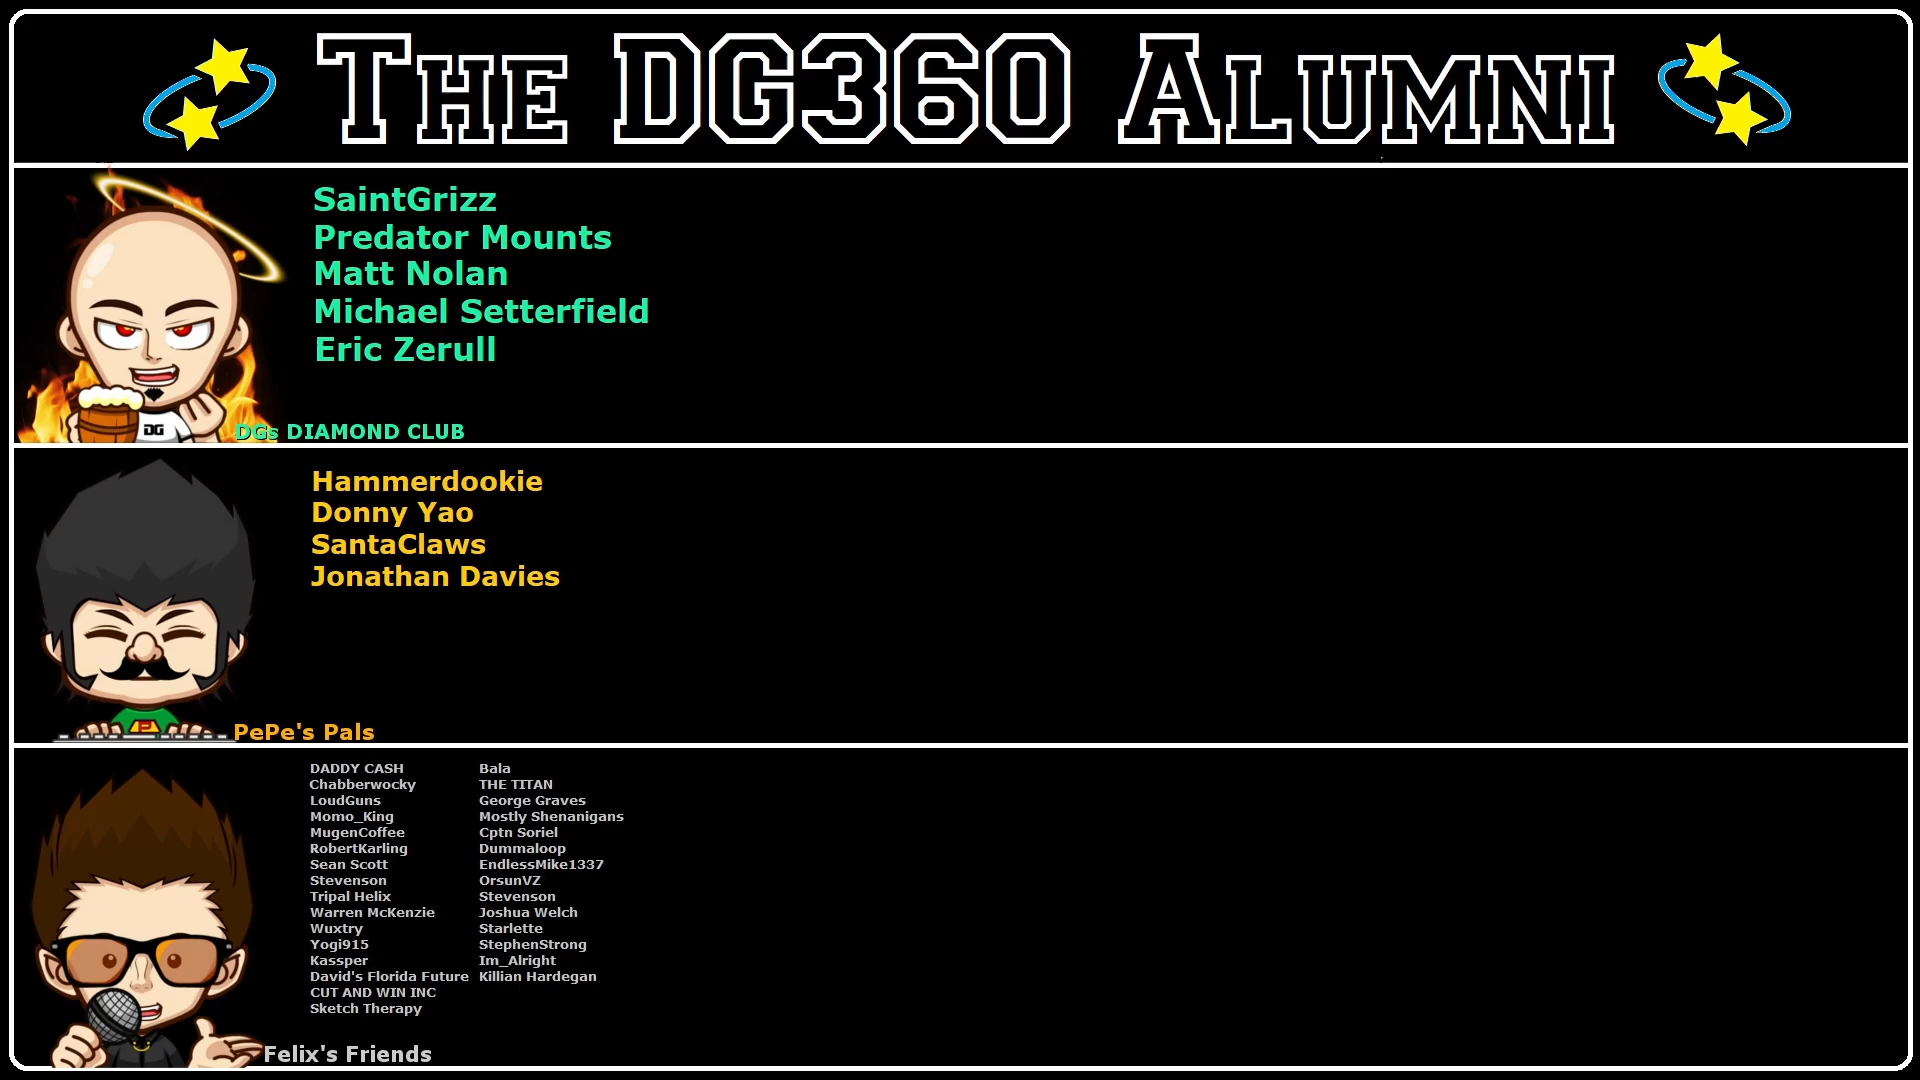 The DG360 Alumni
SaintGrizz
Predator Mounts
Matt Nolan
Michael Setterfield
Eric Zerull
DG
DGs DIAMOND CLUB
Hammerdookie
Donny Yao
SantaClaws
Jonathan Davies
PePe's Pals
DADDY CASH
Chabberwocky
LoudGuns
Momo_King
MugenCoffee
RobertKarling
Sean Scott
Stevenson
Tripal Helix
Warren McKenzie
Wuxtry
Yogi915
Kassper
David's Florida Future
CUT AND WIN INC
Sketch Therapy
Bala
THE TITAN
George Graves
Mostly Shenanigans
Cptn Soriel
Dummaloop
EndlessMike1337
OrsunVZ
Stevenson
Joshua Welch
Starlette
StephenStrong
Im_Alright
Killian Hardegan
Felix's Friends